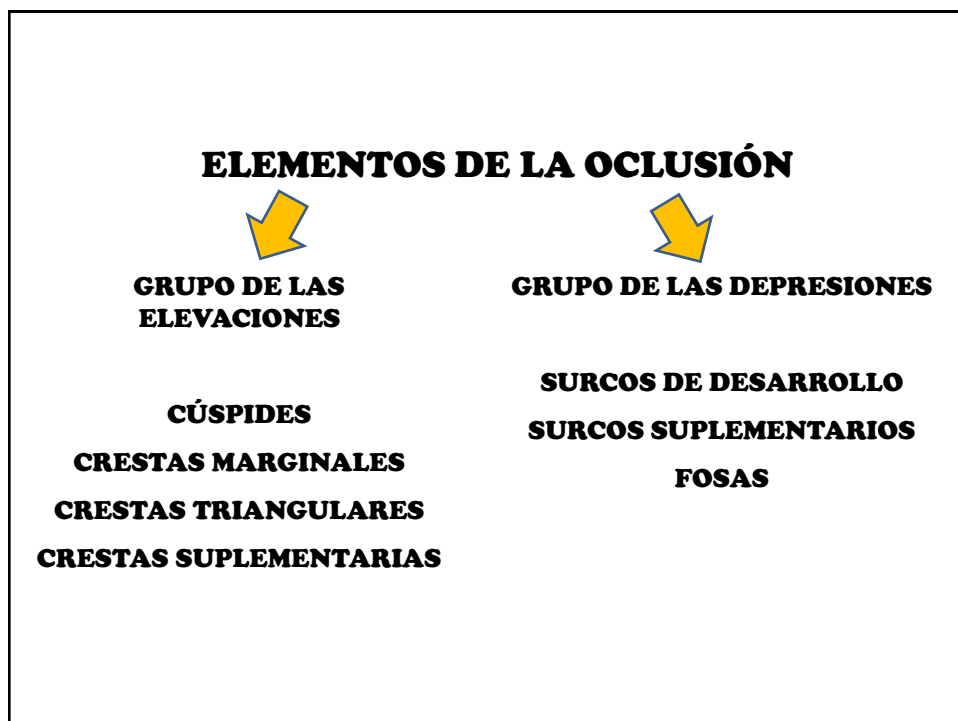 ELEMENTOS DE LA OCLUSIÓN
GRUPO DE LAS
ELEVACIONES
CÚSPIDES
CRESTAS MARGINALES
CRESTAS TRIANGULARES
CRESTAS SUPLEMENTARIAS
GRUPO DE LAS DEPRESIONES
SURCOS DE DESARROLLO
SURCOS SUPLEMENTARIOS
FOSAS